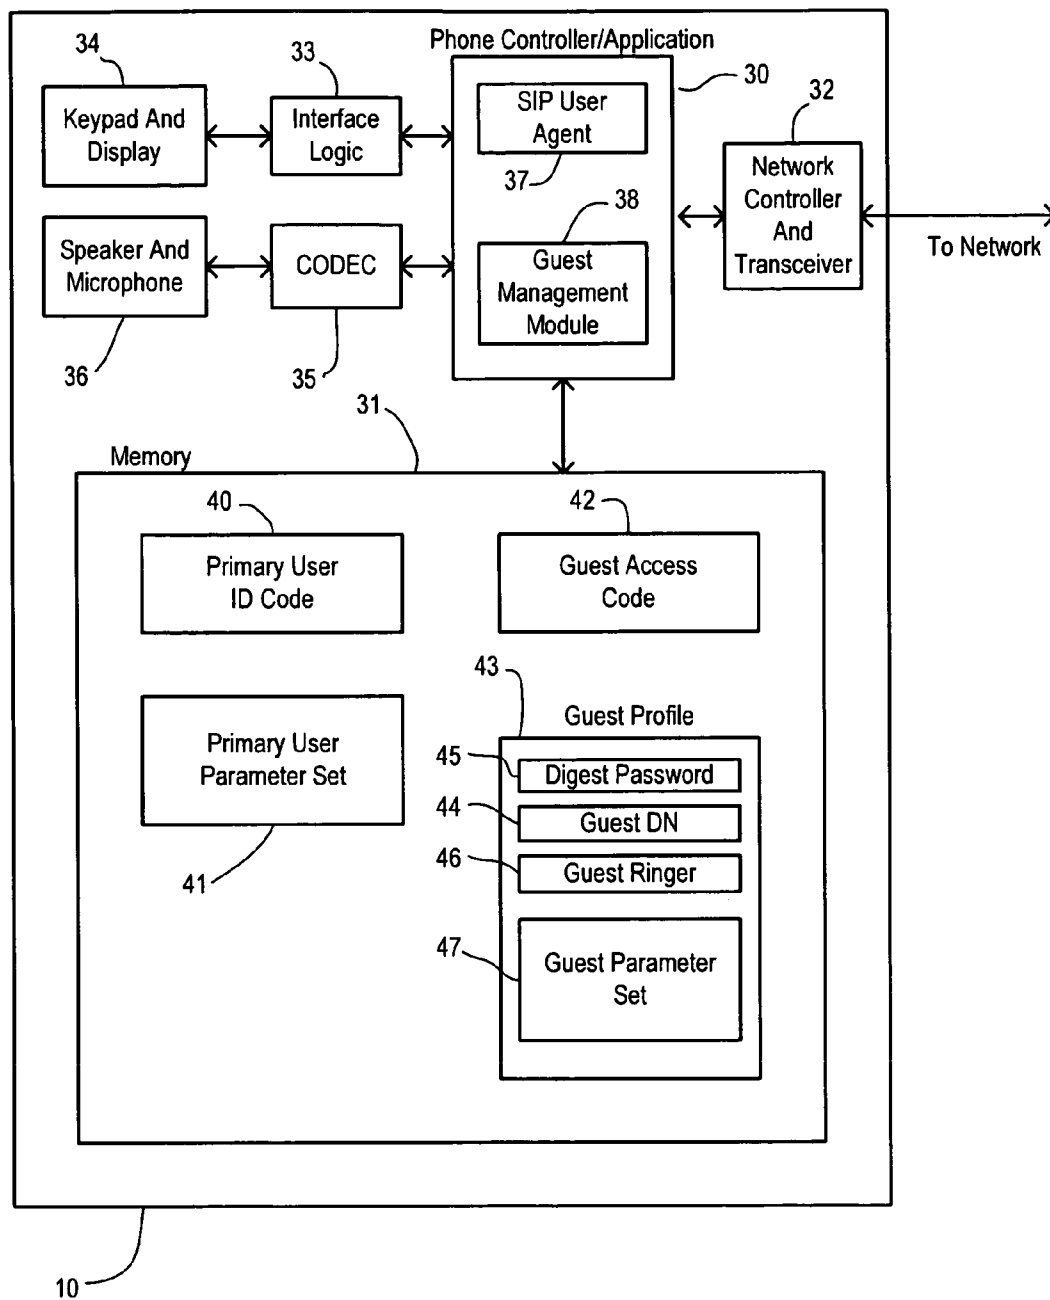 Phone Controller/Application
34
33
30
32
Keypad And
Display
Interface
Logic
SIP User
Agent
37
Network
Controller
And
Transceiver
To Network
38
Speaker And
Microphone
CODEC
Guest
Management
Module
36
35
31
Memory
40
42
Primary User
ID Code
Guest Access
Code
43
Guest Profile
Primary User
Parameter Set
45
Digest Password
44
Guest DN
46
Guest Ringer
41
47
Guest Parameter
Set
10